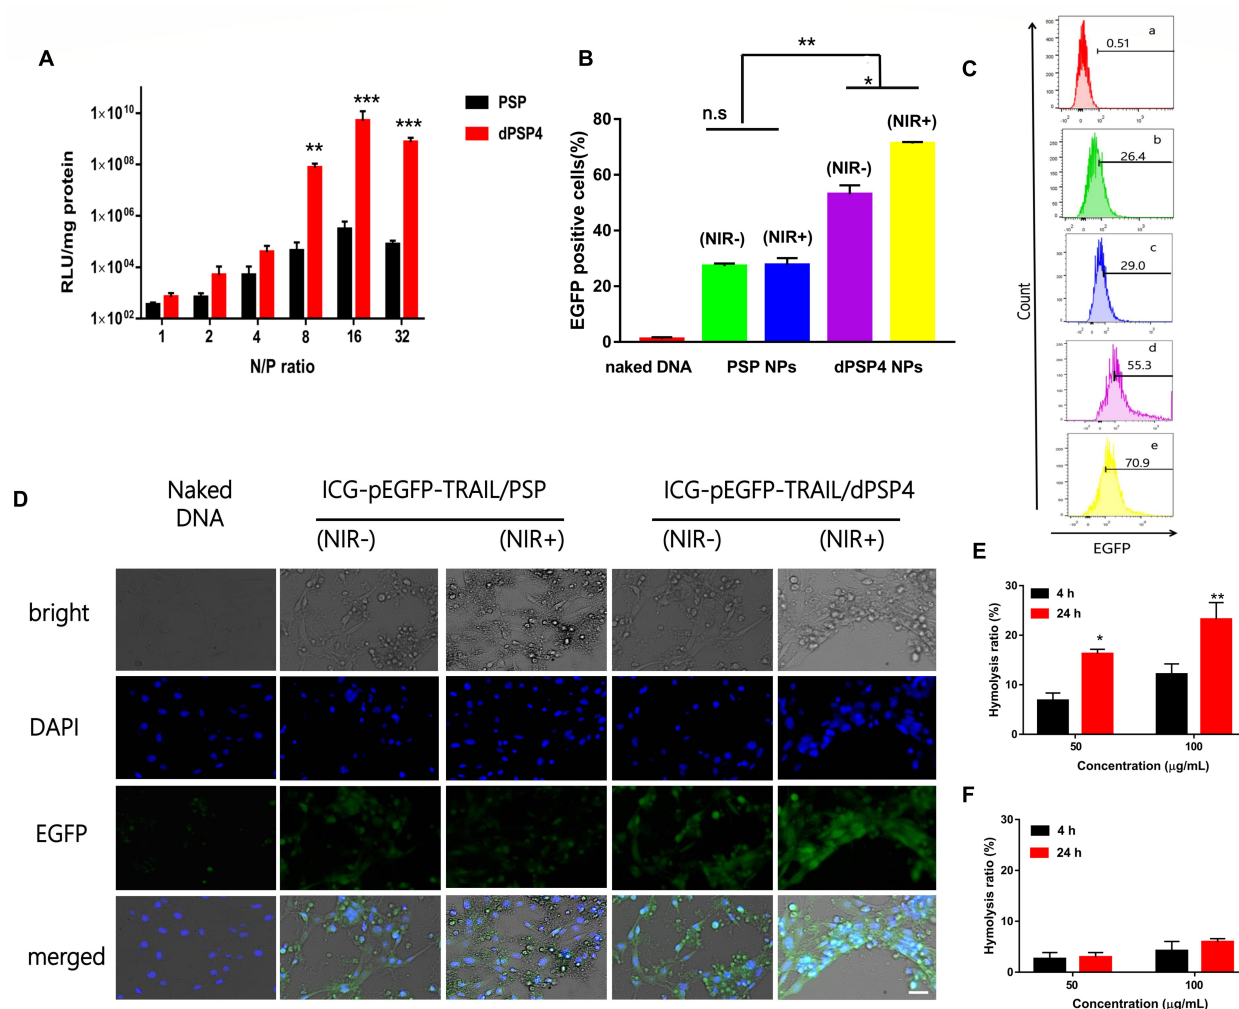 A
RLU/mg protein
1×10^10
1×10^08
1×10^06
1×10^04
1×10^02
** *** ***
PSP
dPSP4
1 2 4 8 16 32
N/P ratio
B
EGFP positive cells(%)
80
60
40
20
0
**
*
n.s
(NIR-) (NIR+) (NIR-) (NIR+)
naked DNA PSP NPs dPSP4 NPs
C
Count
a
0.51
b
26.4
c
29.0
d
55.3
e
70.9
EGFP
D
Naked
DNA
ICG-pEGFP-TRAIL/PSP ICG-pEGFP-TRAIL/dPSP4
(NIR-) (NIR+) (NIR-) (NIR+)
bright
DAPI
EGFP
merged
E
Hymolysis ratio (%)
30
20
10
0
4 h
24 h
* **
50 100
Concentration (μg/mL)
F
Hymolysis ratio (%)
30
20
10
0
4 h
24 h
50 100
Concentration (μg/mL)